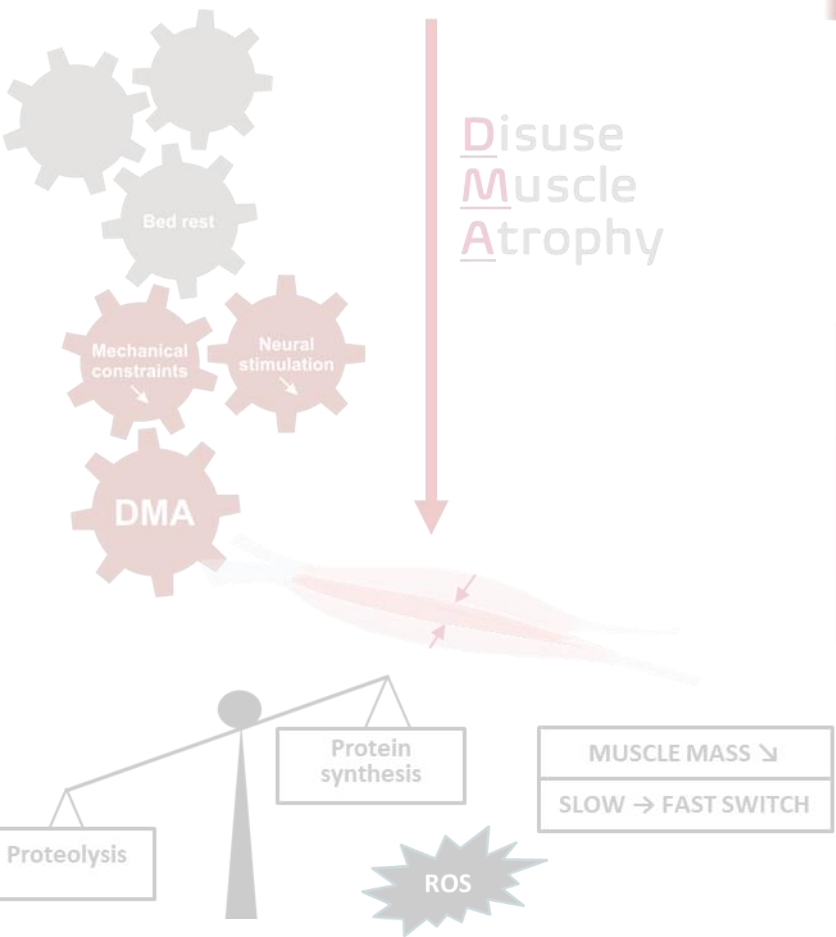 Disuse
Muscle
Atrophy
Bed rest
Mechanical
constraints
↘
Neural
stimulation
↘
DMA
Protein
synthesis
MUSCLE MASS ↘
SLOW → FAST SWITCH
Proteolysis
ROS